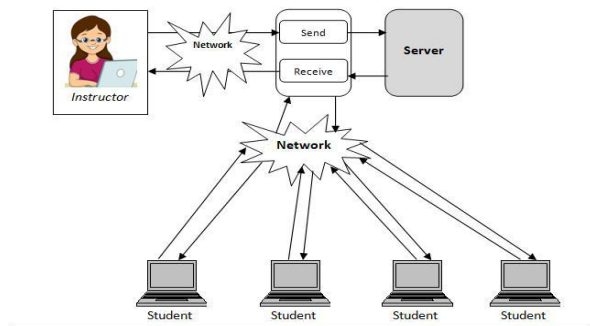 Send
Network
Server
Receive
Instructor
Network
Student
Student
Student
Student